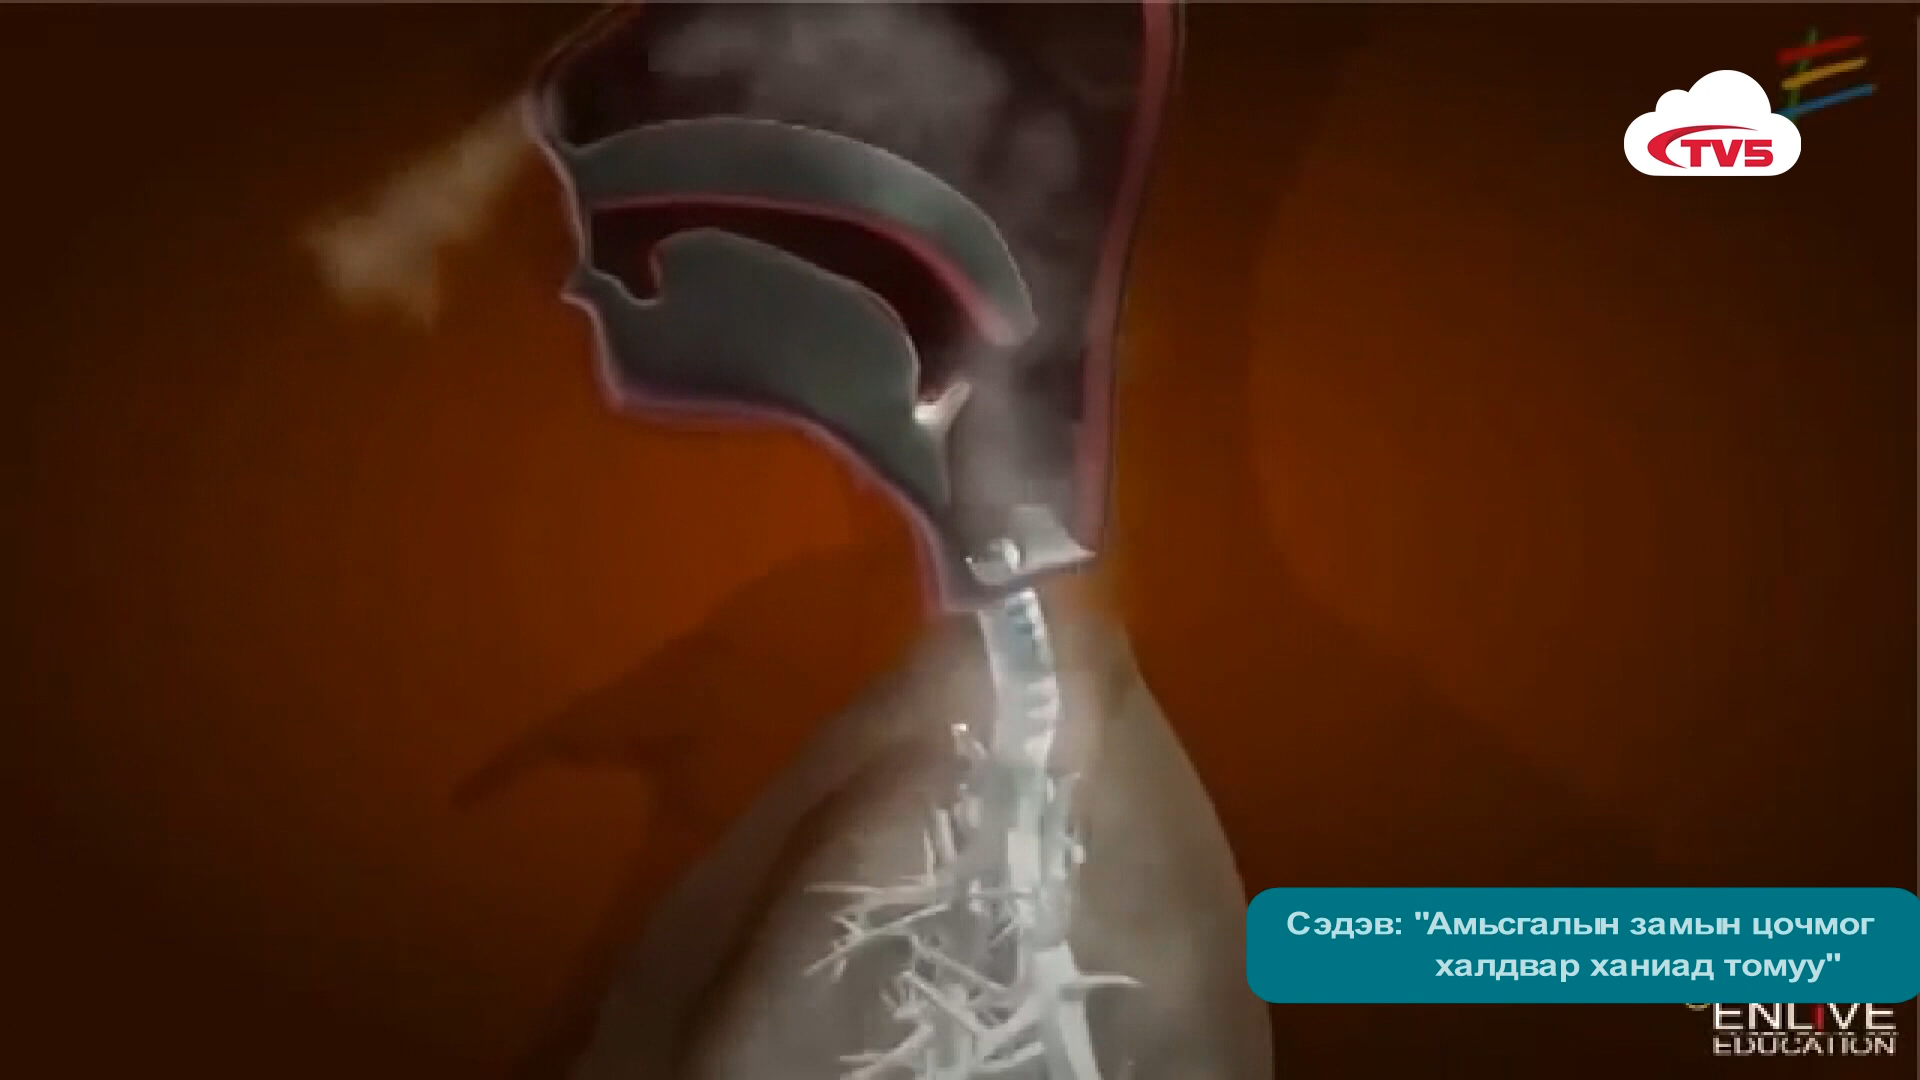 TV5
Сэдэв: "Амьсгалын замын цочмог
халдвар ханиад томуу"
ENLIVE
EDUCATION